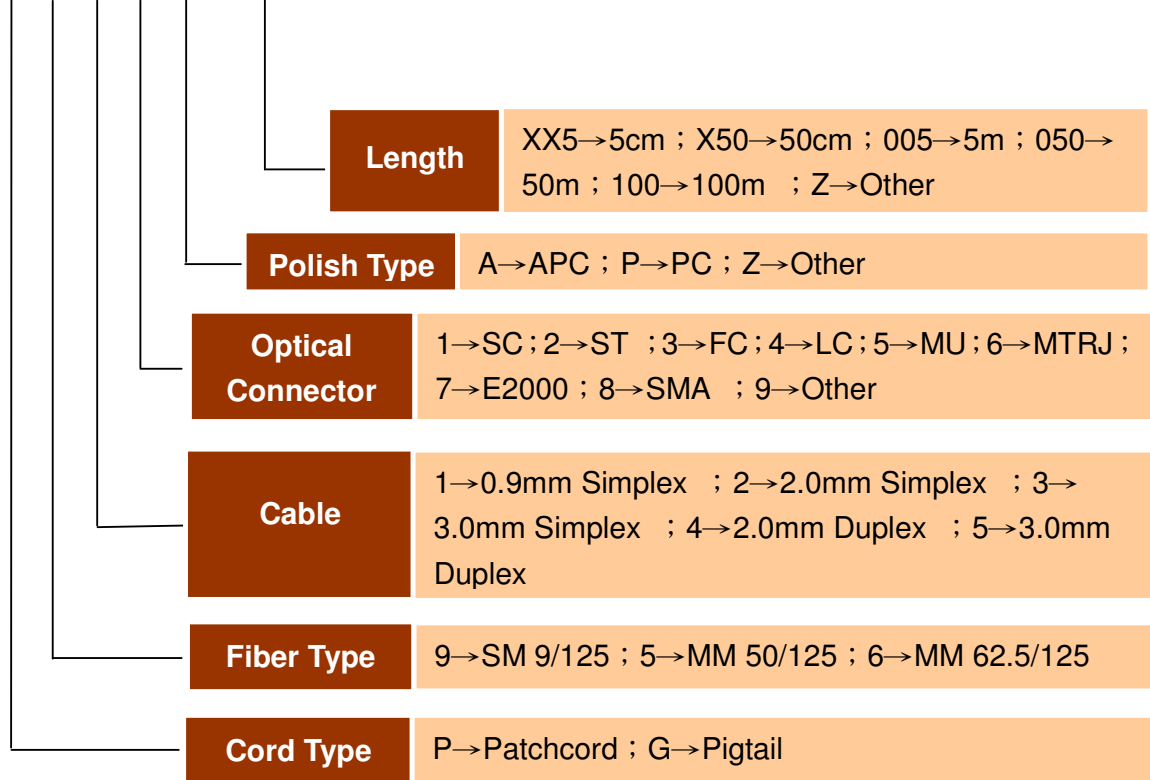 Length
XX5→5cm；X50→50cm；005→5m；050→
50m；100→100m ；Z→Other
Polish Type
A→APC；P→PC；Z→Other
Optical
Connector
1→SC；2→ST ；3→FC；4→LC；5→MU；6→MTRJ；
7→E2000；8→SMA ；9→Other
Cable
1→0.9mm Simplex ；2→2.0mm Simplex ；3→
3.0mm Simplex ；4→2.0mm Duplex ；5→3.0mm
Duplex
Fiber Type
9→SM 9/125；5→MM 50/125；6→MM 62.5/125
Cord Type
P→Patchcord；G→Pigtail